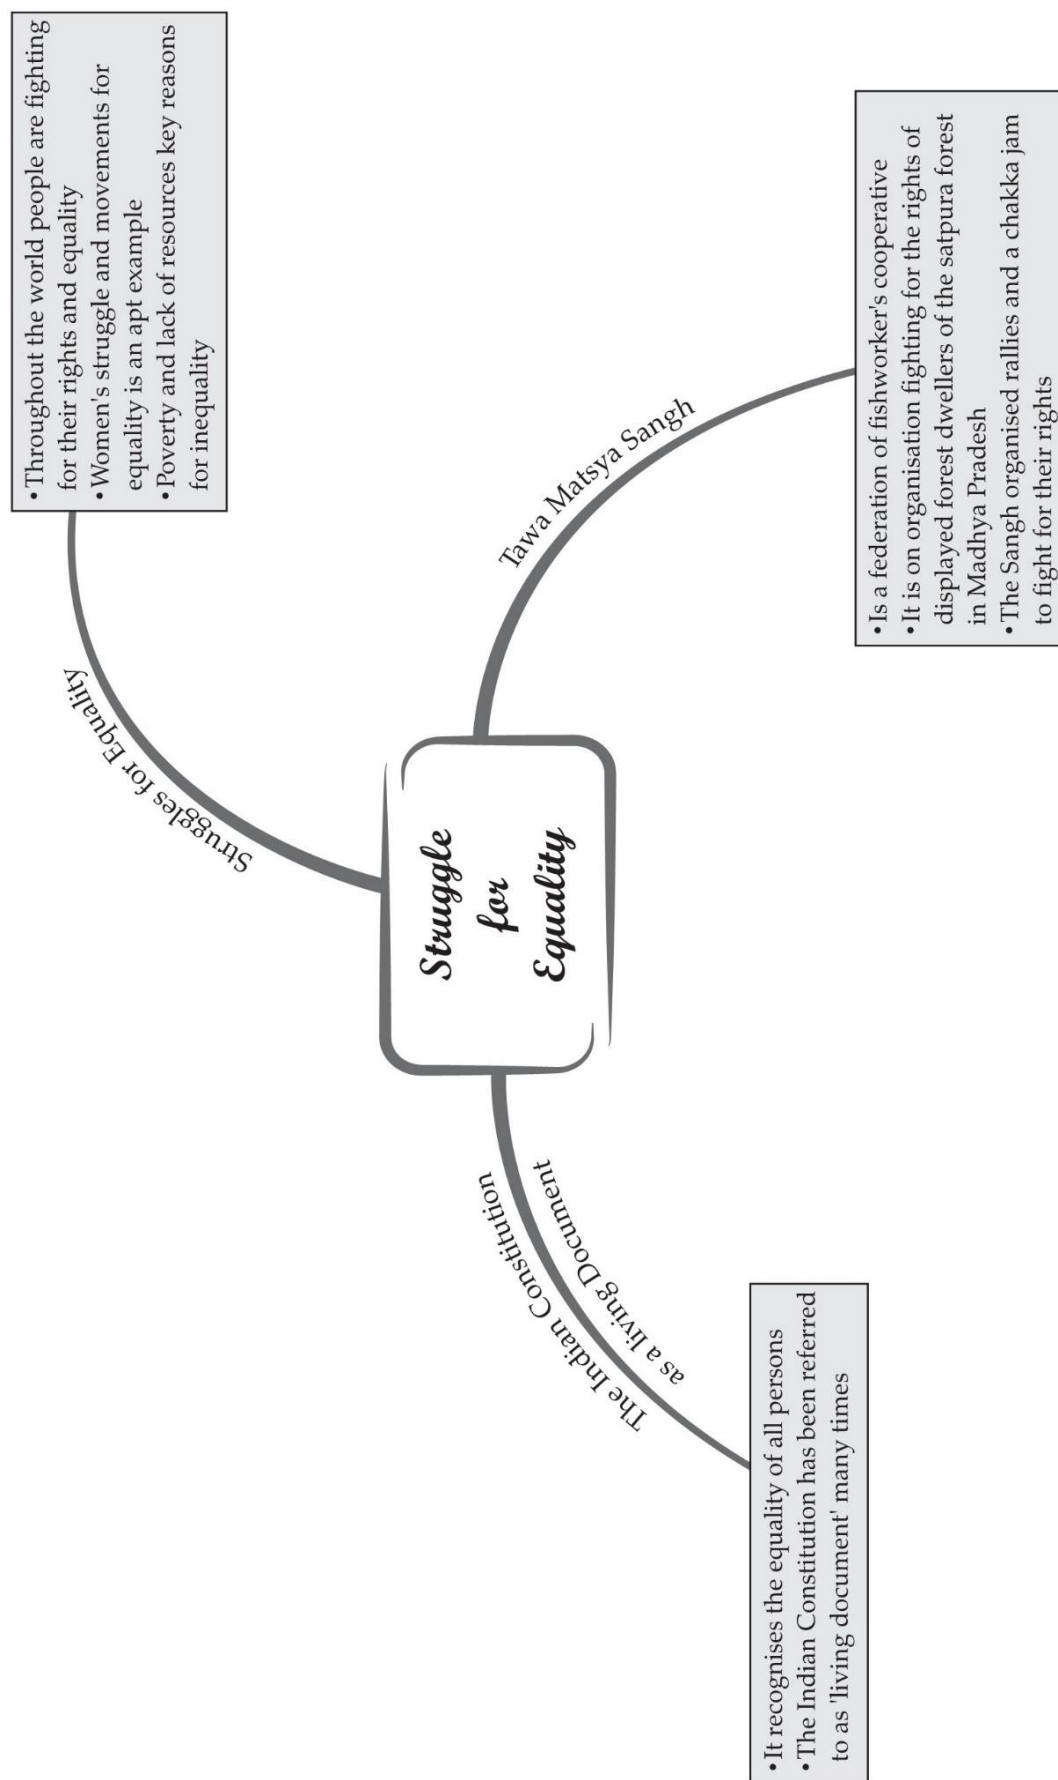 Struggle
for
Equality
Struggles for Equality
•Throughout the world people are fighting
for their rights and equality
•Women's struggle and movements for
equality is an apt example
•Poverty and lack of resources key reasons
for inequality
Tawa Matsya Sangh
•Is a federation of fishworker's cooperative
•It is on organisation fighting for the rights of
displayed forest dwellers of the satpura forest
in Madhya Pradesh
•The Sangh organised rallies and a chakka jam
to fight for their rights
The Indian Constitution
as a living Document
•It recognises the equality of all persons
•The Indian Constitution has been referred
to as 'living document' many times